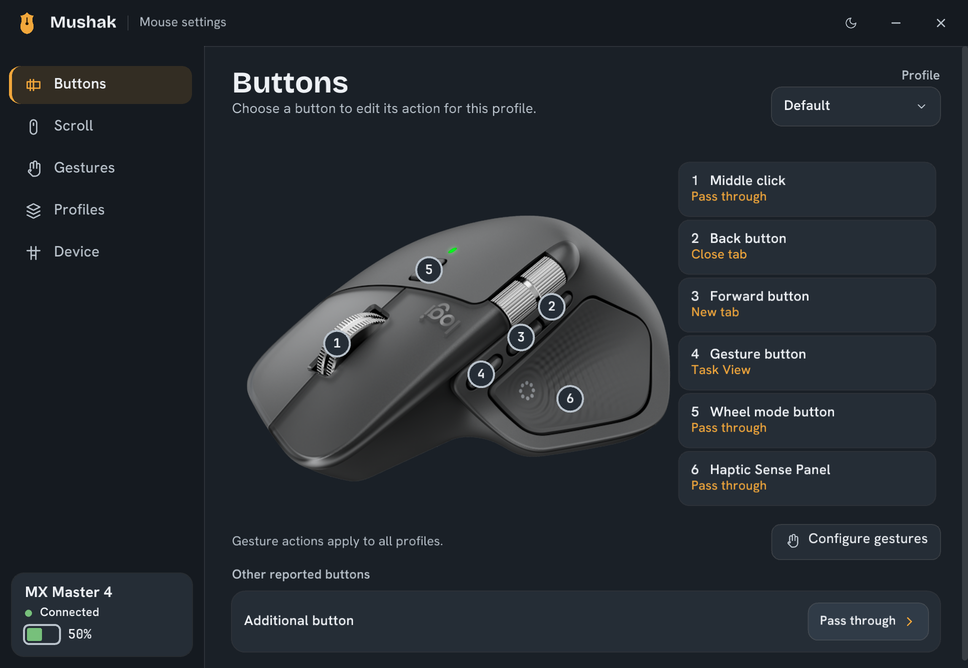 Mushak
Mouse settings
Buttons
Scroll
Gestures
Profiles
Device
MX Master 4
Connected
50%
Buttons
Choose a button to edit its action for this profile.
Profile
Default
logi
5
1
2
3
4
6
1 Middle click
Pass through
2 Back button
Close tab
3 Forward button
New tab
4 Gesture button
Task View
5 Wheel mode button
Pass through
6 Haptic Sense Panel
Pass through
Gesture actions apply to all profiles.
Configure gestures
Other reported buttons
Additional button
Pass through